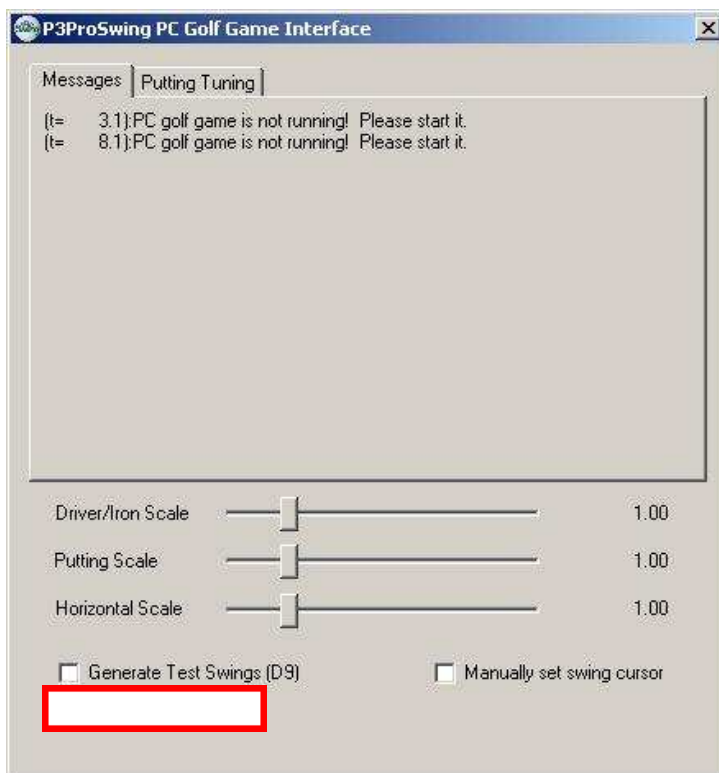 P3ProSwing PC Golf Game Interface
Messages Putting Tuning
(t= 3.1):PC golf game is not running! Please start it.
(t= 8.1):PC golf game is not running! Please start it.
Driver/Iron Scale 1.00
Putting Scale 1.00
Horizontal Scale 1.00
Generate Test Swings (D9) Manually set swing cursor